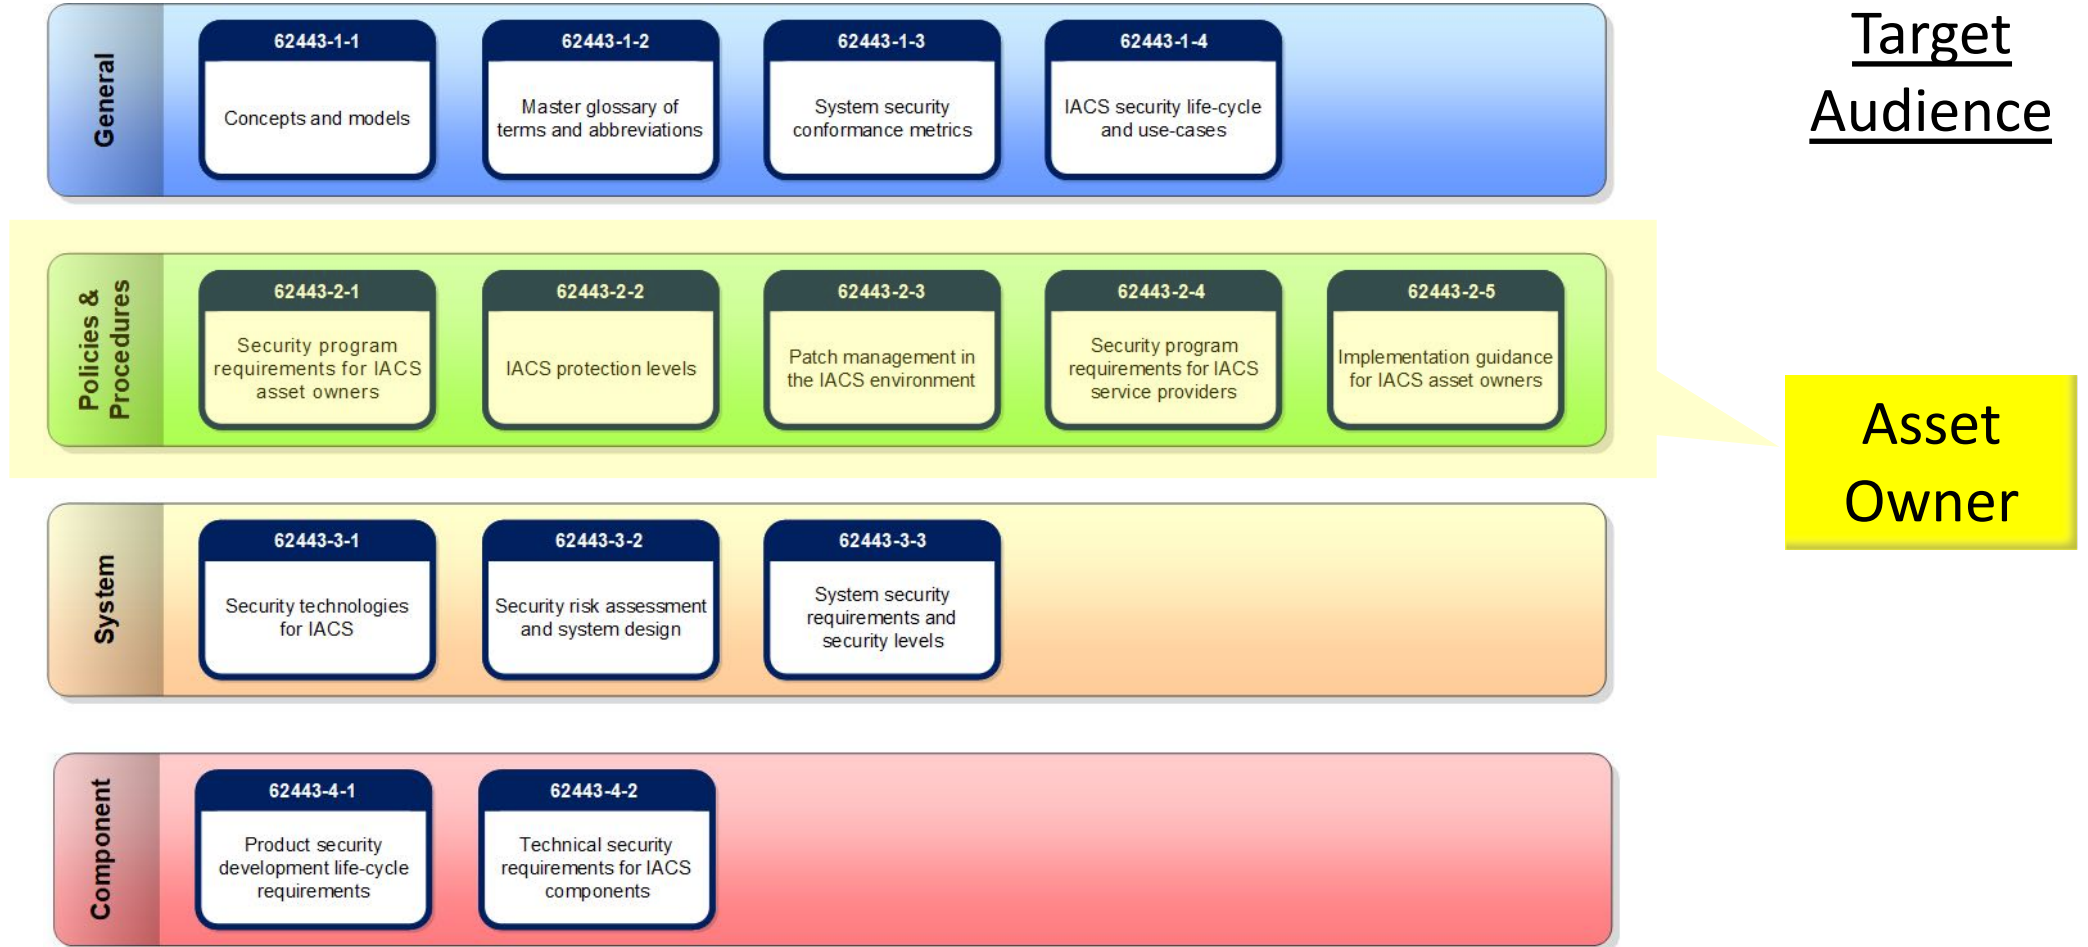 Target
Audience
General
62443-1-1
Concepts and models
62443-1-2
Master glossary of
terms and abbreviations
62443-1-3
System security
conformance metrics
62443-1-4
IACS security life-cycle
and use-cases
Policies &
Procedures
62443-2-1
Security program
requirements for IACS
asset owners
62443-2-2
IACS protection levels
62443-2-3
Patch management in
the IACS environment
62443-2-4
Security program
requirements for IACS
service providers
62443-2-5
Implementation guidance
for IACS asset owners
Asset
Owner
System
62443-3-1
Security technologies
for IACS
62443-3-2
Security risk assessment
and system design
62443-3-3
System security
requirements and
security levels
Component
62443-4-1
Product security
development life-cycle
requirements
62443-4-2
Technical security
requirements for IACS
components